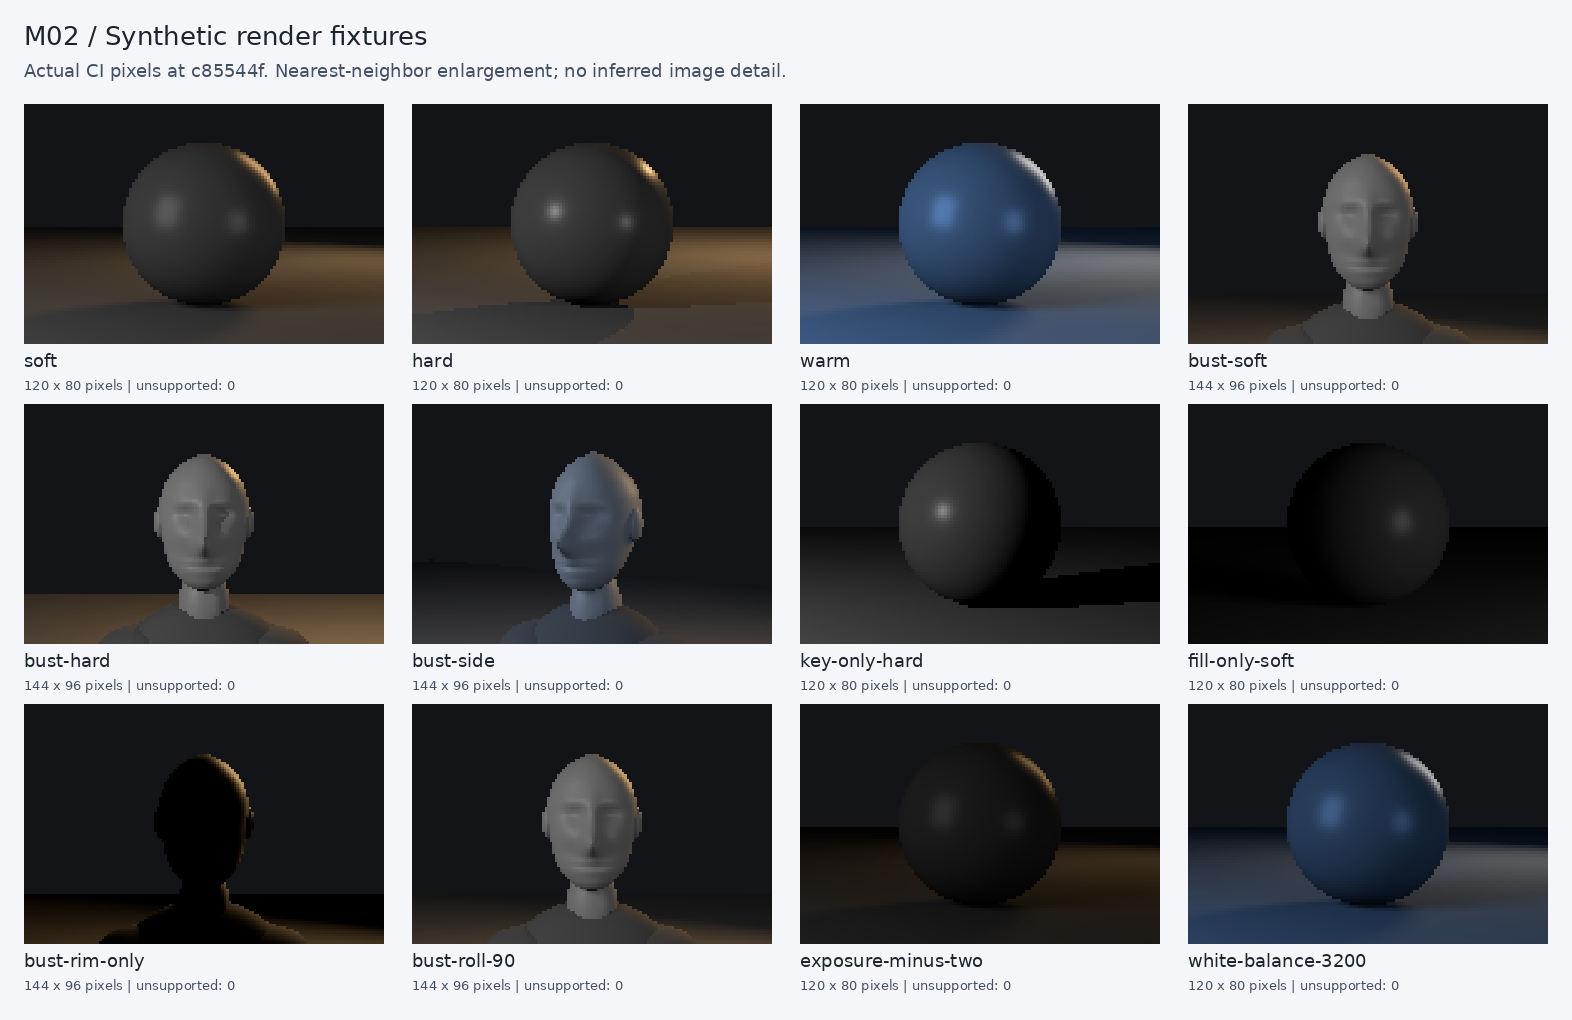 M02 / Synthetic render fixtures
Actual CI pixels at c85544f. Nearest-neighbor enlargement; no inferred image detail.
soft
120 x 80 pixels | unsupported: 0
hard
120 x 80 pixels | unsupported: 0
warm
120 x 80 pixels | unsupported: 0
bust-soft
144 x 96 pixels | unsupported: 0
bust-hard
144 x 96 pixels | unsupported: 0
bust-side
144 x 96 pixels | unsupported: 0
key-only-hard
120 x 80 pixels | unsupported: 0
fill-only-soft
120 x 80 pixels | unsupported: 0
bust-rim-only
144 x 96 pixels | unsupported: 0
bust-roll-90
144 x 96 pixels | unsupported: 0
exposure-minus-two
120 x 80 pixels | unsupported: 0
white-balance-3200
120 x 80 pixels | unsupported: 0